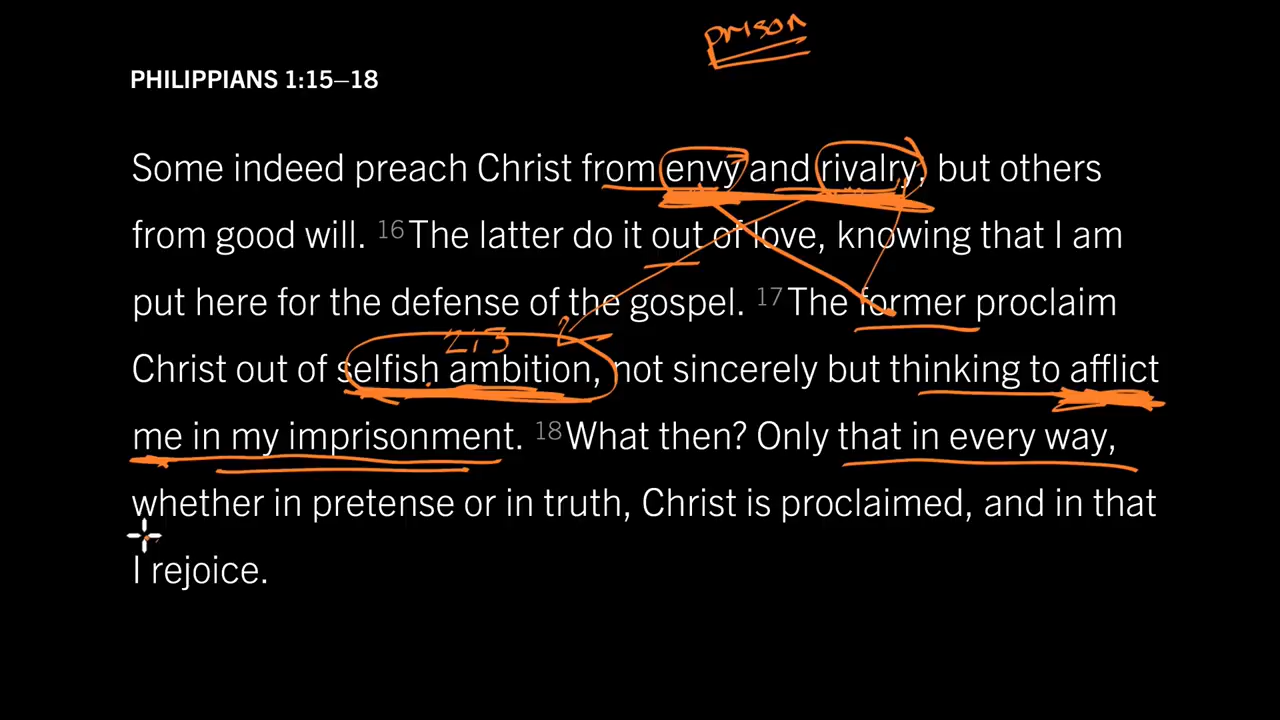 prison
PHILIPPIANS 1:15–18
Some indeed preach Christ from envy and rivalry, but others
from good will. 16 The latter do it out of love, knowing that I am
put here for the defense of the gospel. 17 The former proclaim
2:3
Christ out of selfish ambition, not sincerely but thinking to afflict
me in my imprisonment. 18 What then? Only that in every way,
whether in pretense or in truth, Christ is proclaimed, and in that
I rejoice.